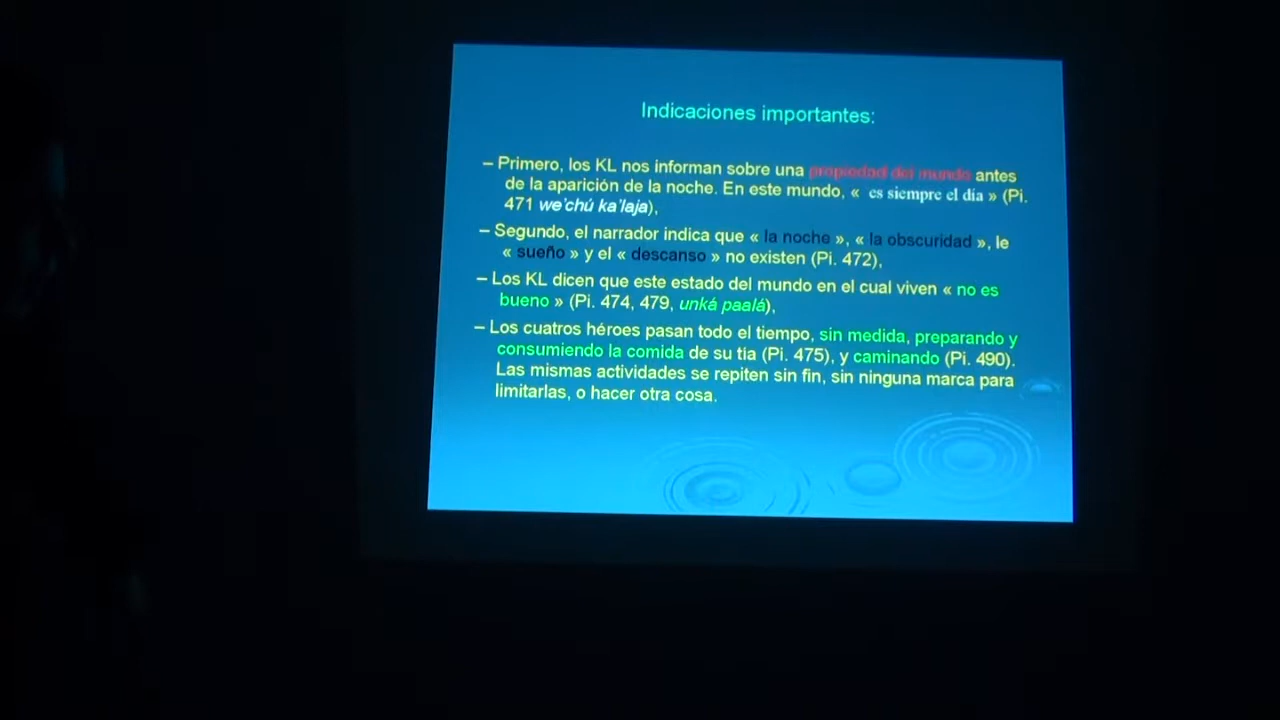 Indicaciones importantes:
– Primero, los KL nos informan sobre una propiedad del mundo antes
de la aparición de la noche. En este mundo, « es siempre el día » (Pi.
471 we'chú ka'laja),
– Segundo, el narrador indica que « la noche », « la obscuridad », le
« sueño » y el « descanso » no existen (Pi. 472),
– Los KL dicen que este estado del mundo en el cual viven « no es
bueno » (Pi. 474, 479, unká paalá),
– Los cuatros héroes pasan todo el tiempo, sin medida, preparando y
consumiendo la comida de su tía (Pi. 475), y caminando (Pi. 490).
Las mismas actividades se repiten sin fin, sin ninguna marca para
limitarlas, o hacer otra cosa.